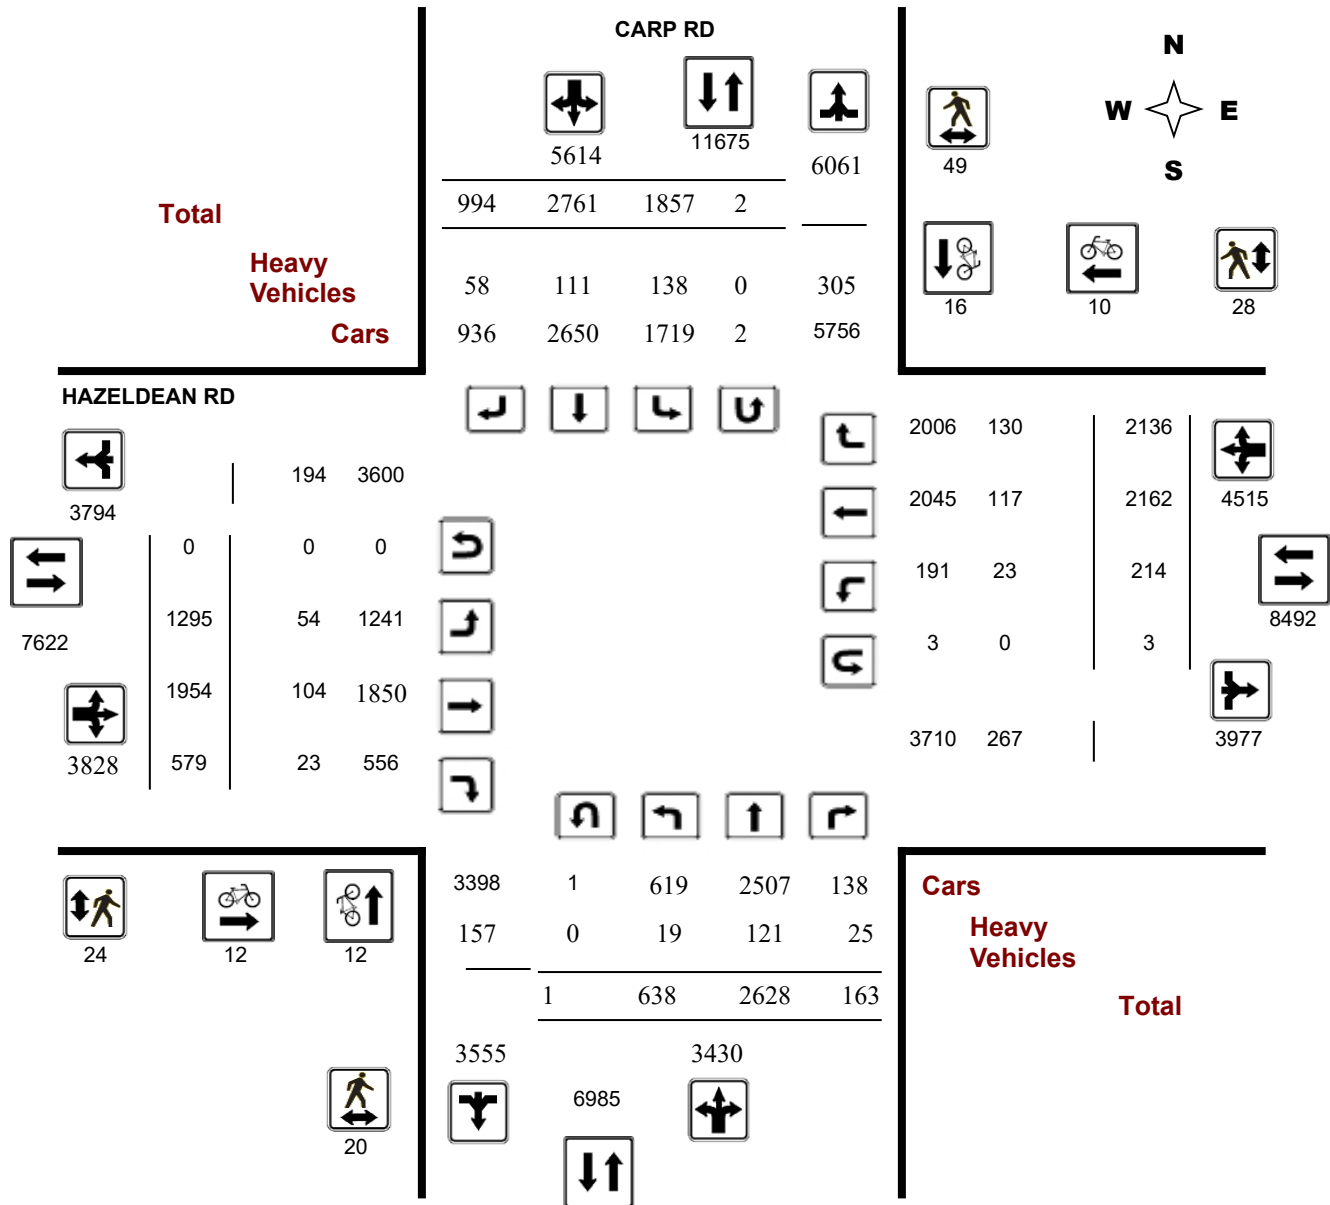 CARP RD
N
W E
S
5614 11675 6061 49
994 2761 1857 2
Total
Heavy
Vehicles
58 111 138 0 305
16 10 28
Cars 936 2650 1719 2 5756
HAZELDEAN RD
2006 130 2136
194 3600
3794
2045 117 2162 4515
0 0 0
191 23 214
1295 54 1241
7622
8492
3 0 3
1954 104 1850
3710 267 3977
3828 579 23 556
3398 1 619 2507 138 Cars
157 0 19 121 25 Heavy
Vehicles
24 12 12
1 638 2628 163 Total
3555 3430
6985
20